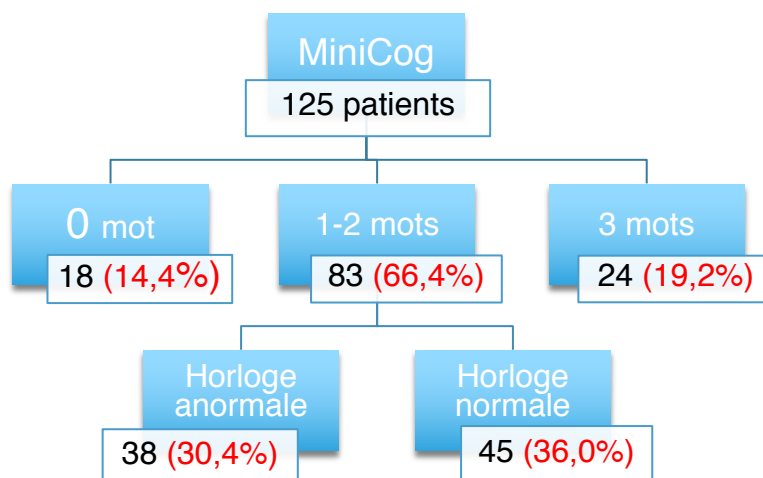 MiniCog
125 patients
0 mot
18 (14,4%)
1-2 mots
83 (66,4%)
3 mots
24 (19,2%)
Horloge
anormale
38 (30,4%)
Horloge
normale
45 (36,0%)